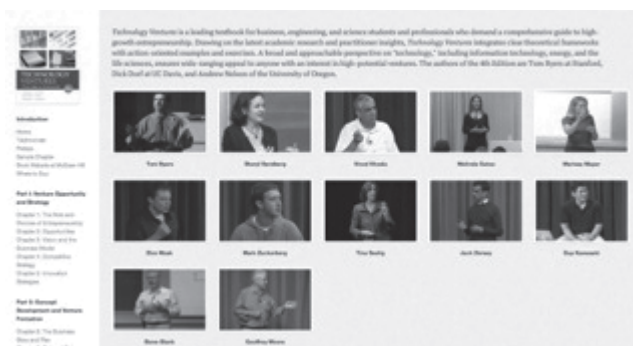 Technology Ventures is a leading textbook for business, engineering, and science students and professionals who demand a comprehensive guide to high-
growth entrepreneurship. Drawing on the latest academic research and practitioner insights, Technology Ventures integrates clear theoretical frameworks
with action-oriented examples and exercises. A broad and approachable perspective on "technology," including information technology, energy, and the
life sciences, ensures wide-ranging appeal to anyone with an interest in high-potential ventures. The authors of the 4th Edition are Tom Byers at Stanford,
Dick Dorf at UC Davis, and Andrew Nelson of the University of Oregon.
TECHNOLOGY
VENTURES
Introduction
Home
Testimonials
Preface
Sample Chapter
Book Website at McGraw-Hill
Where to Buy
Part I: Venture Opportunity
and Strategy
Chapter 1: The Role and
Promise of Entrepreneurship
Chapter 2: Opportunities
Chapter 3: Vision and the
Business Model
Chapter 4: Competitive
Strategy
Chapter 5: Innovation
Strategies
Part II: Concept
Development and Venture
Formation
Chapter 6: The Business
Story and Plan
Tom Byers
Sheryl Sandberg
Vinod Khosla
Melinda Gates
Marissa Mayer
Elon Musk
Mark Zuckerberg
Tina Seelig
Jack Dorsey
Guy Kawasaki
Steve Blank
Geoffrey Moore